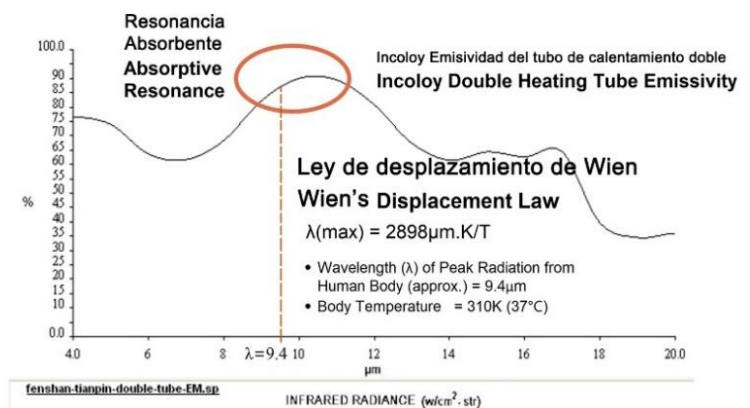 Resonancia
Absorbente
Absorptive
Resonance
Incoloy Emisividad del tubo de calentamiento doble
Incoloy Double Heating Tube Emissivity
100.0
90
85
80
75
70
65
60
55
%
45
40
35
30
25
20
15
10
5
0.0
Ley de desplazamiento de Wien
Wien's Displacement Law
λ(max) = 2898μm.K/T
• Wavelength (λ) of Peak Radiation from
Human Body (approx.) = 9.4μm
• Body Temperature = 310K (37°C)
4.0 6 8 λ=9.4 10 12 14 16 18 20.0
μm
fenshan-tianpin-double-tube-EM.sp
INFRARED RADIANCE (w/cm². str)